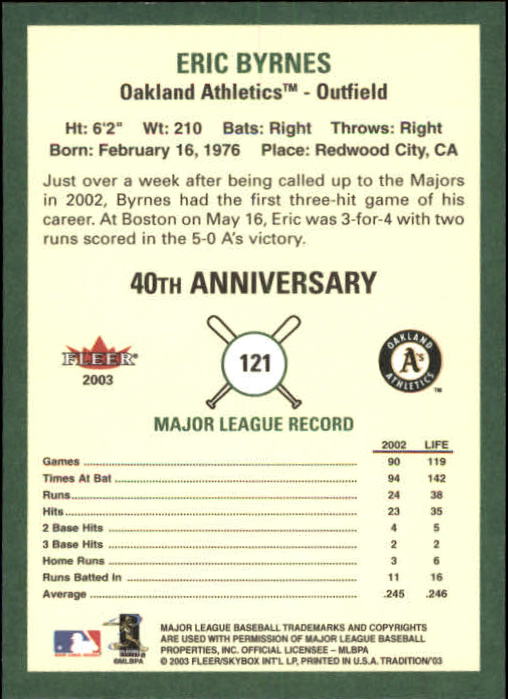 ERIC BYRNES
Oakland Athletics™ - Outfield
Ht: 6'2" Wt: 210 Bats: Right Throws: Right
Born: February 16, 1976 Place: Redwood City, CA
Just over a week after being called up to the Majors
in 2002, Byrnes had the first three-hit game of his
career. At Boston on May 16, Eric was 3-for-4 with two
runs scored in the 5-0 A's victory.
40TH ANNIVERSARY
FLEER®
2003
121
OAKLAND
A's
ATHLETICS
™
MAJOR LEAGUE RECORD
2002 LIFE
Games 90 119
Times At Bat 94 142
Runs 24 38
Hits 23 35
2 Base Hits 4 5
3 Base Hits 2 2
Home Runs 3 6
Runs Batted In 11 16
Average .245 .246
©MLBPA
MAJOR LEAGUE BASEBALL TRADEMARKS AND COPYRIGHTS
ARE USED WITH PERMISSION OF MAJOR LEAGUE BASEBALL
PROPERTIES, INC. OFFICIAL LICENSEE - MLBPA
© 2003 FLEER/SKYBOX INT'L LP, PRINTED IN U.S.A. TRADITION'03